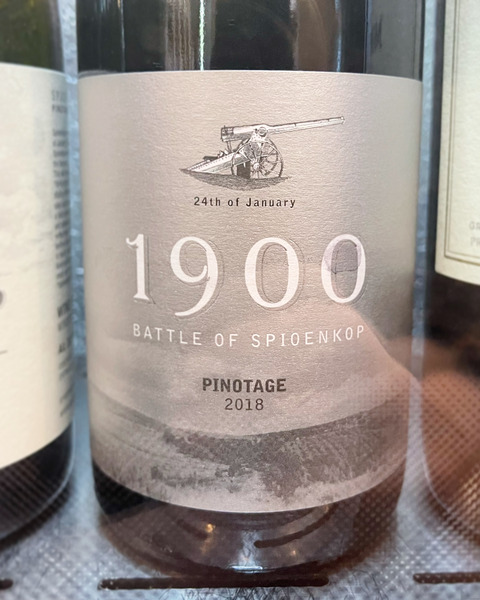 24th of January
1900
BATTLE OF SPIOENKOP
PINOTAGE
2018